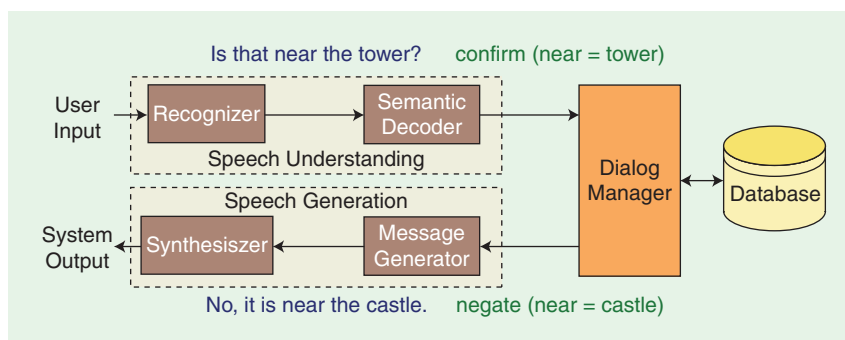 Is that near the tower? confirm (near = tower)
User
Input
Recognizer
Semantic
Decoder
Speech Understanding
Dialog
Manager
Database
Speech Generation
System
Output
Synthesiszer
Message
Generator
No, it is near the castle. negate (near = castle)